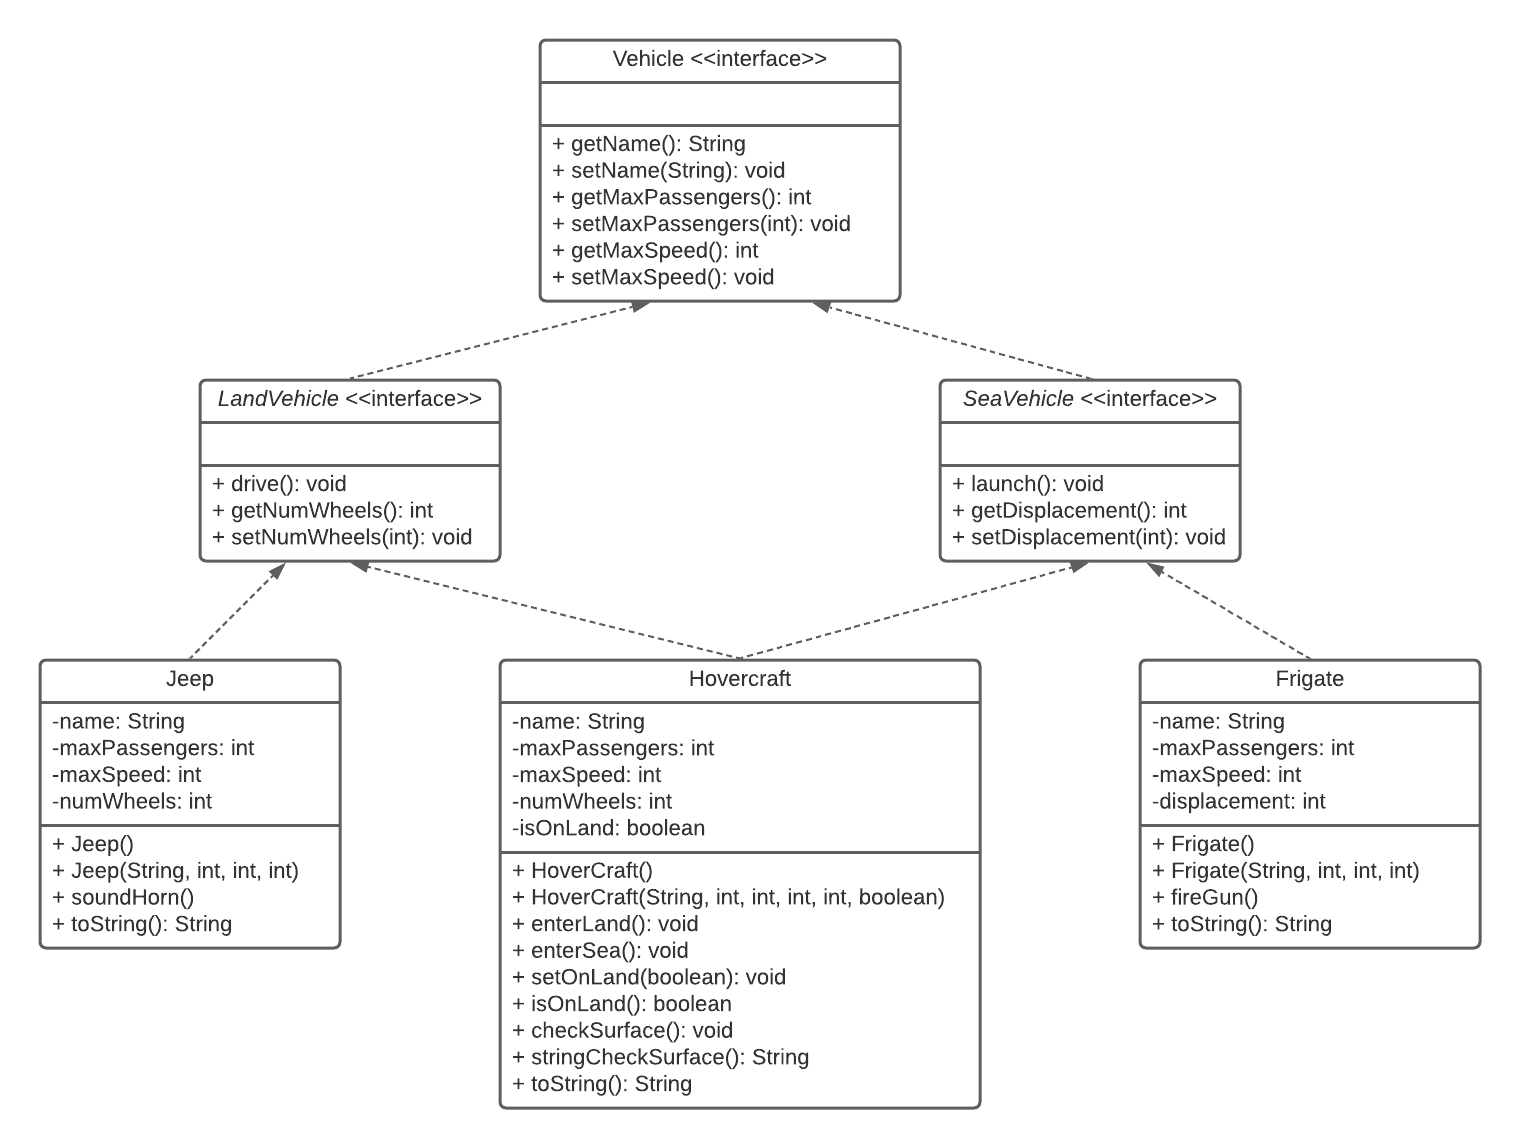 Vehicle <<interface>>
+ getName(): String
+ setName(String): void
+ getMaxPassengers(): int
+ setMaxPassengers(int): void
+ getMaxSpeed(): int
+ setMaxSpeed(): void
LandVehicle <<interface>>
+ drive(): void
+ getNumWheels(): int
+ setNumWheels(int): void
SeaVehicle <<interface>>
+ launch(): void
+ getDisplacement(): int
+ setDisplacement(int): void
Jeep
-name: String
-maxPassengers: int
-maxSpeed: int
-numWheels: int
+ Jeep()
+ Jeep(String, int, int, int)
+ soundHorn()
+ toString(): String
Hovercraft
-name: String
-maxPassengers: int
-maxSpeed: int
-numWheels: int
-isOnLand: boolean
+ HoverCraft()
+ HoverCraft(String, int, int, int, int, boolean)
+ enterLand(): void
+ enterSea(): void
+ setOnLand(boolean): void
+ isOnLand(): boolean
+ checkSurface(): void
+ stringCheckSurface(): String
+ toString(): String
Frigate
-name: String
-maxPassengers: int
-maxSpeed: int
-displacement: int
+ Frigate()
+ Frigate(String, int, int, int)
+ fireGun()
+ toString(): String